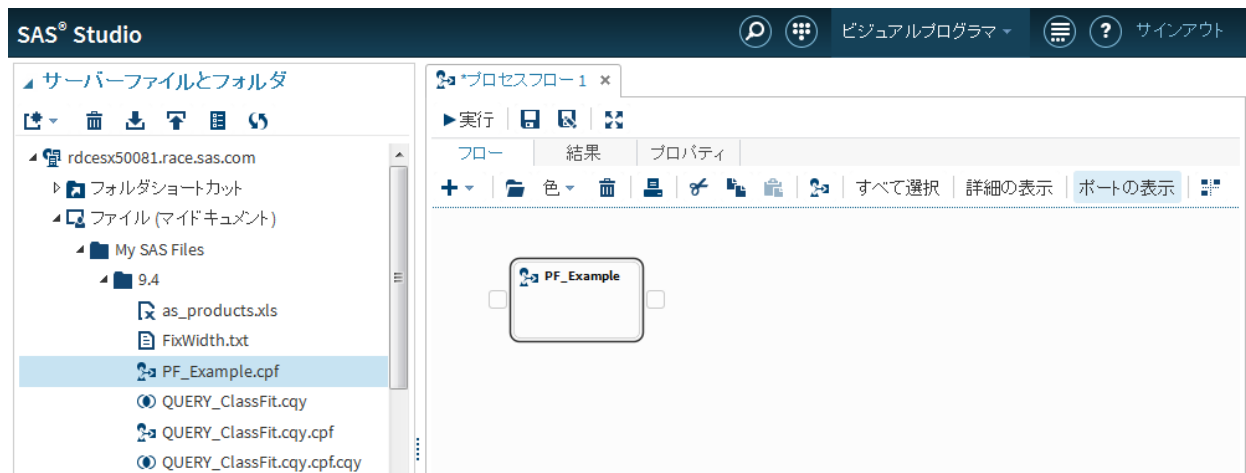 SAS® Studio
ビジュアルプログラマ
サインアウト
サーバーファイルとフォルダ
rdcesx50081.race.sas.com
フォルダショートカット
ファイル (マイドキュメント)
My SAS Files
9.4
as_products.xls
FixWidth.txt
PF_Example.cpf
QUERY_ClassFit.cqy
QUERY_ClassFit.cqy.cpf
QUERY_ClassFit.cqy.cpf.cqy
*プロセスフロー 1
実行
フロー 結果 プロパティ
色 すべて選択 詳細の表示 ポートの表示
PF_Example